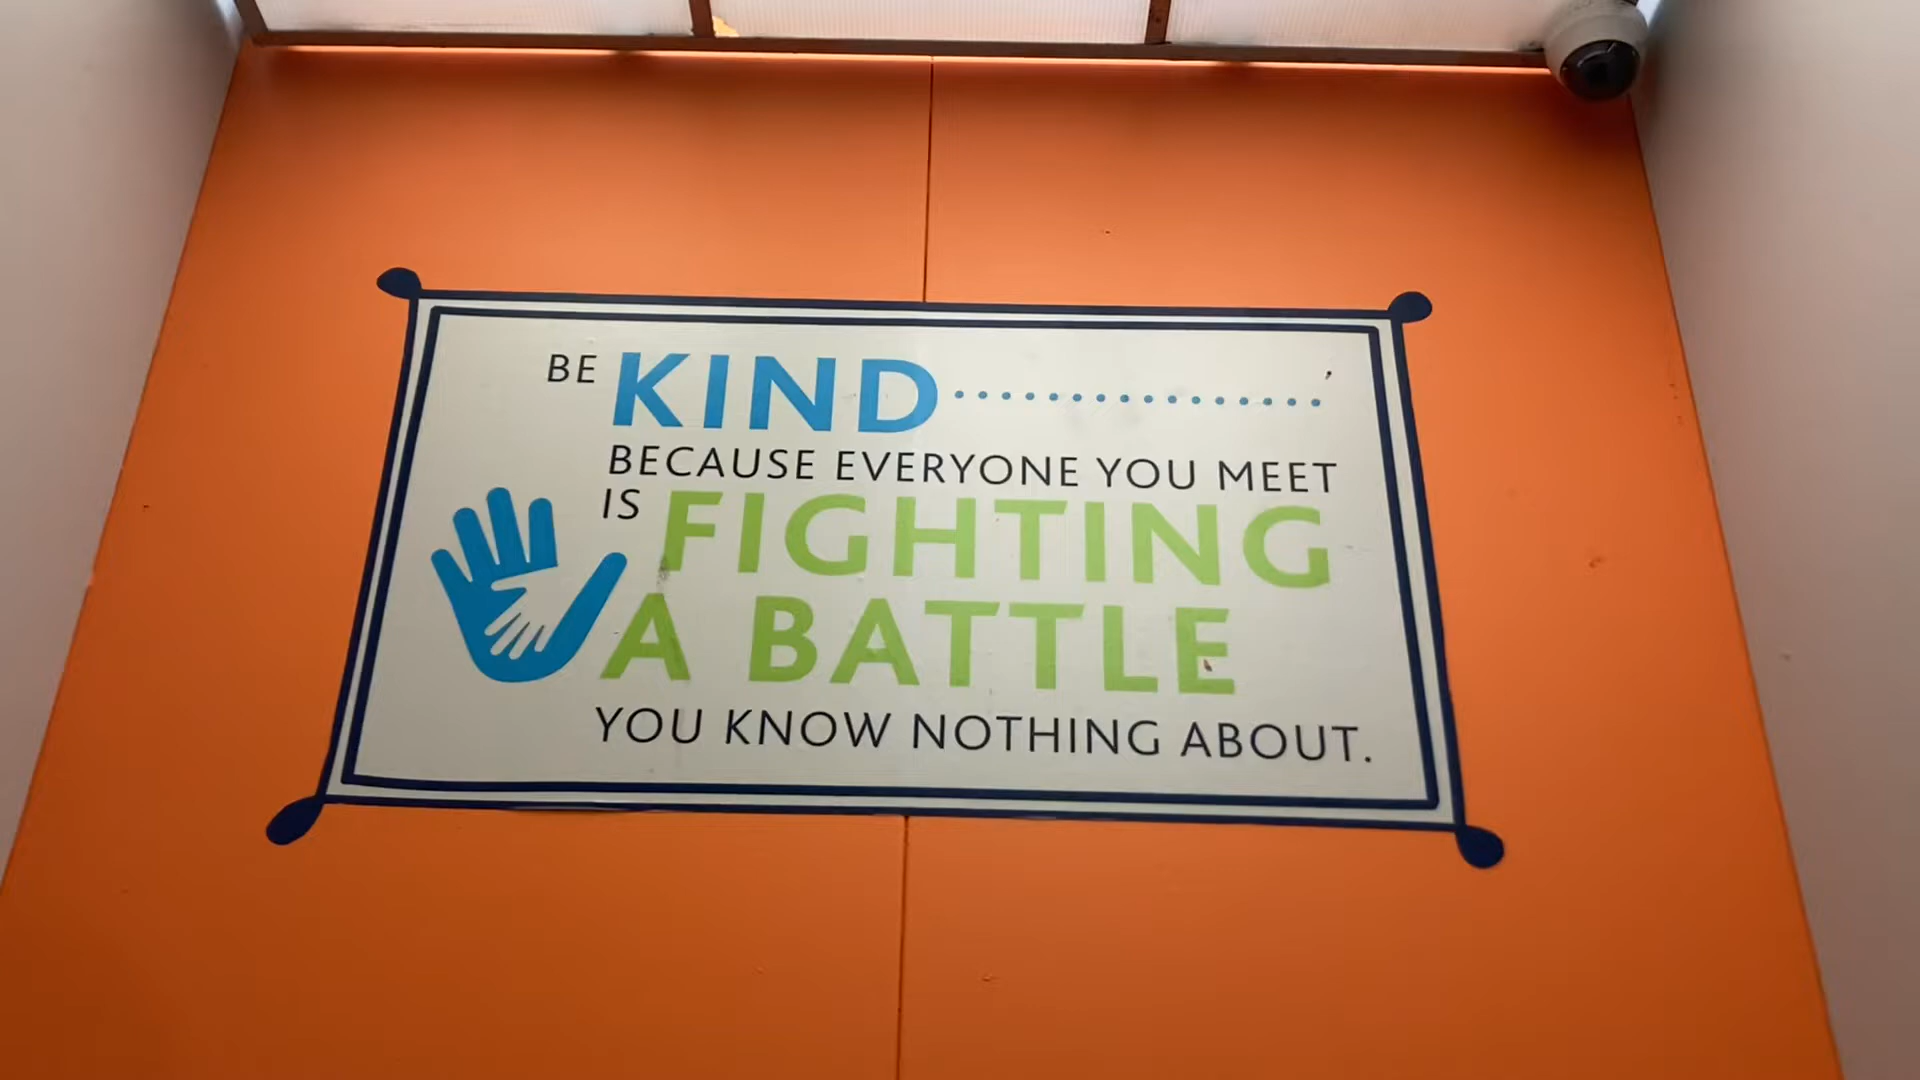 BE KIND................
BECAUSE EVERYONE YOU MEET
IS FIGHTING
A BATTLE
YOU KNOW NOTHING ABOUT.